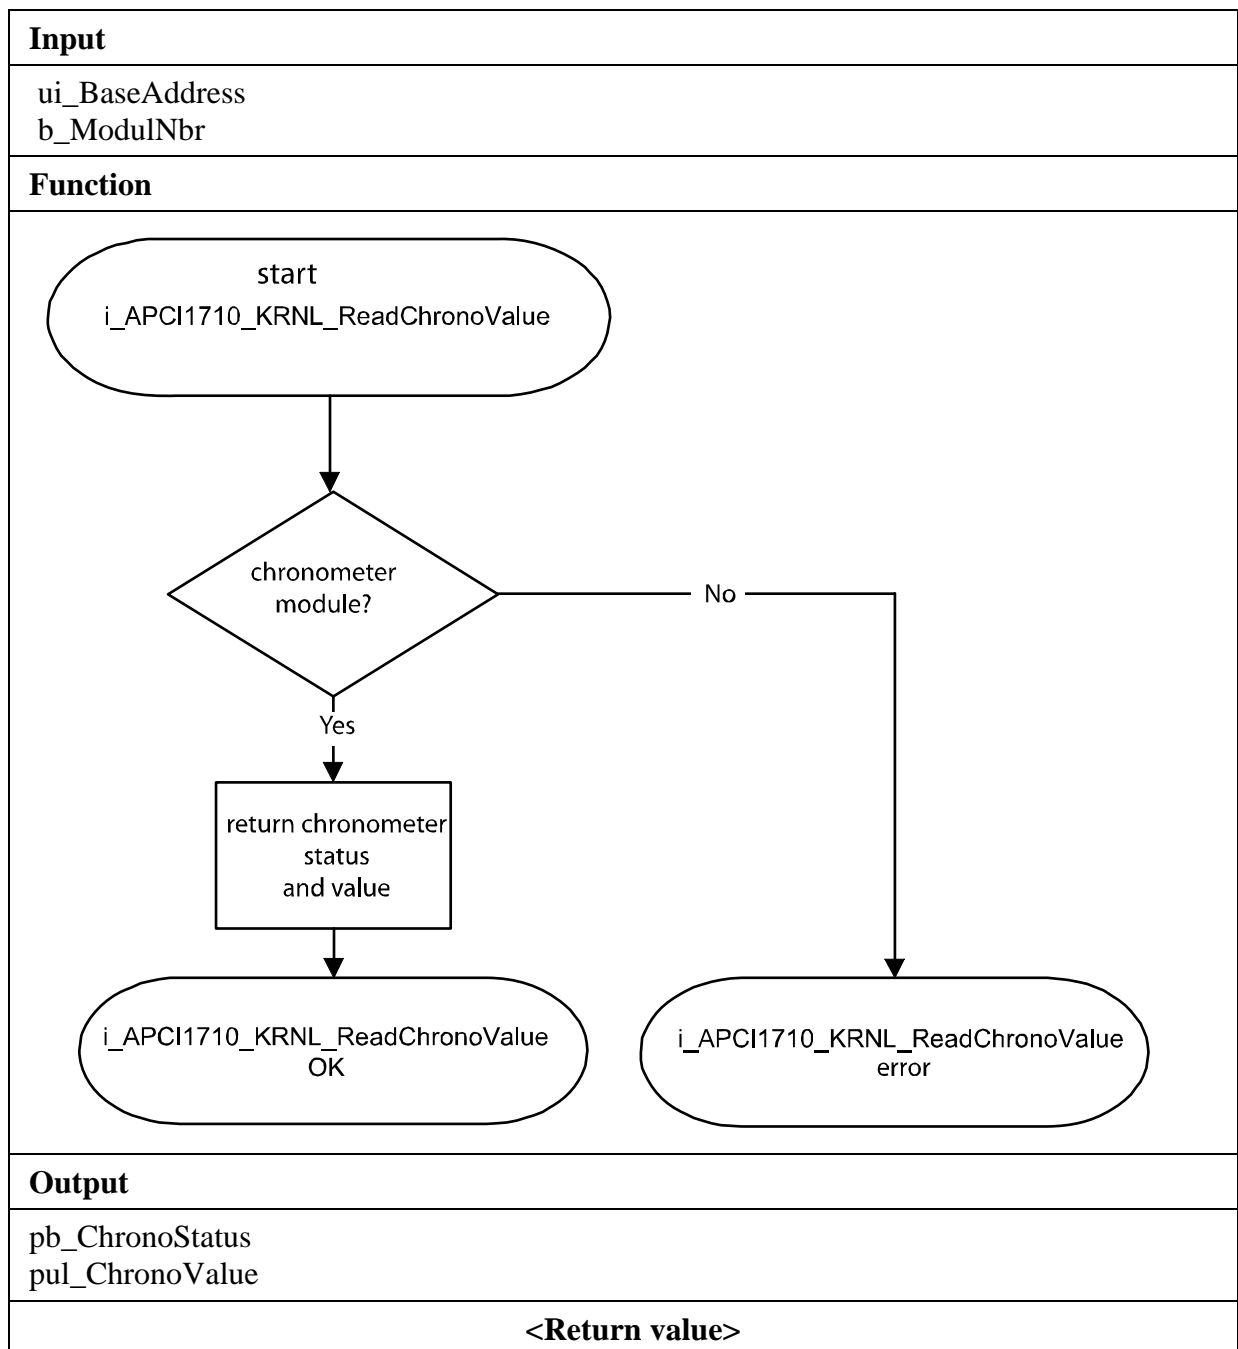 Input
ui_BaseAddress
b_ModulNbr
Function
start
i_APCI1710_KRNL_ReadChronoValue
chronometer
module?
No
Yes
return chronometer
status
and value
i_APCI1710_KRNL_ReadChronoValue
OK
i_APCI1710_KRNL_ReadChronoValue
error
Output
pb_ChronoStatus
pul_ChronoValue
<Return value>